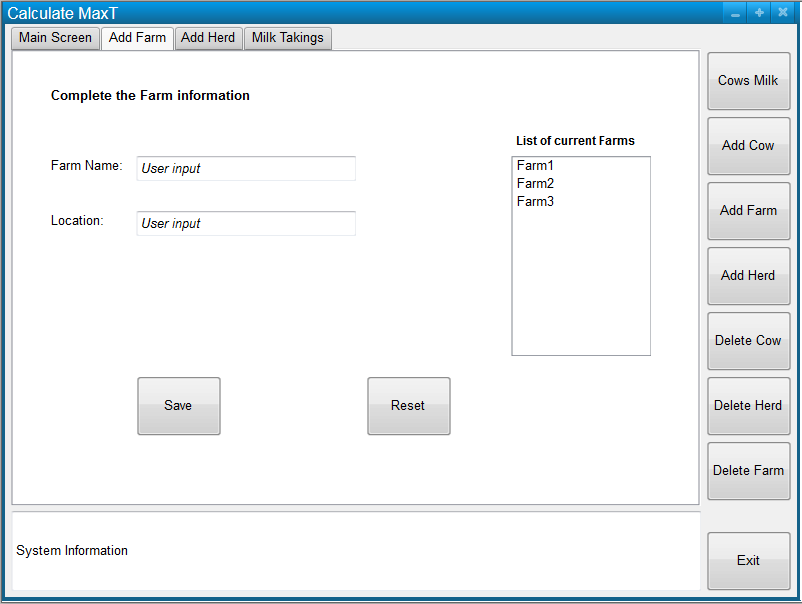 Calculate MaxT
Main Screen
Add Farm
Add Herd
Milk Takings
Complete the Farm information
Farm Name:
User input
Location:
User input
List of current Farms
Farm1
Farm2
Farm3
Save
Reset
Cows Milk
Add Cow
Add Farm
Add Herd
Delete Cow
Delete Herd
Delete Farm
Exit
System Information